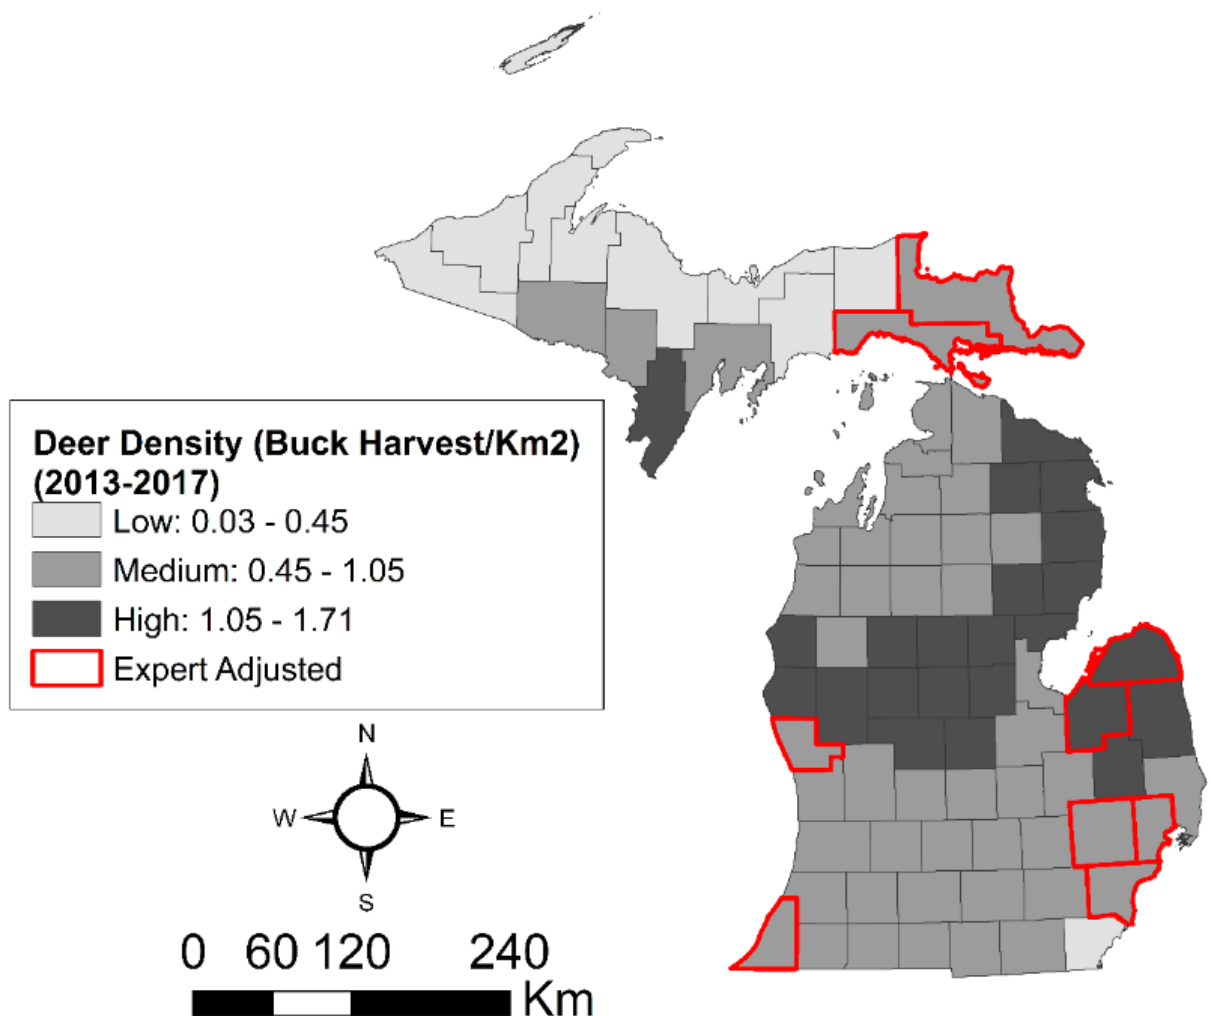 Deer Density (Buck Harvest/Km2)
(2013-2017)
Low: 0.03 - 0.45
Medium: 0.45 - 1.05
High: 1.05 - 1.71
Expert Adjusted
N
W E
S
0 60 120 240
Km